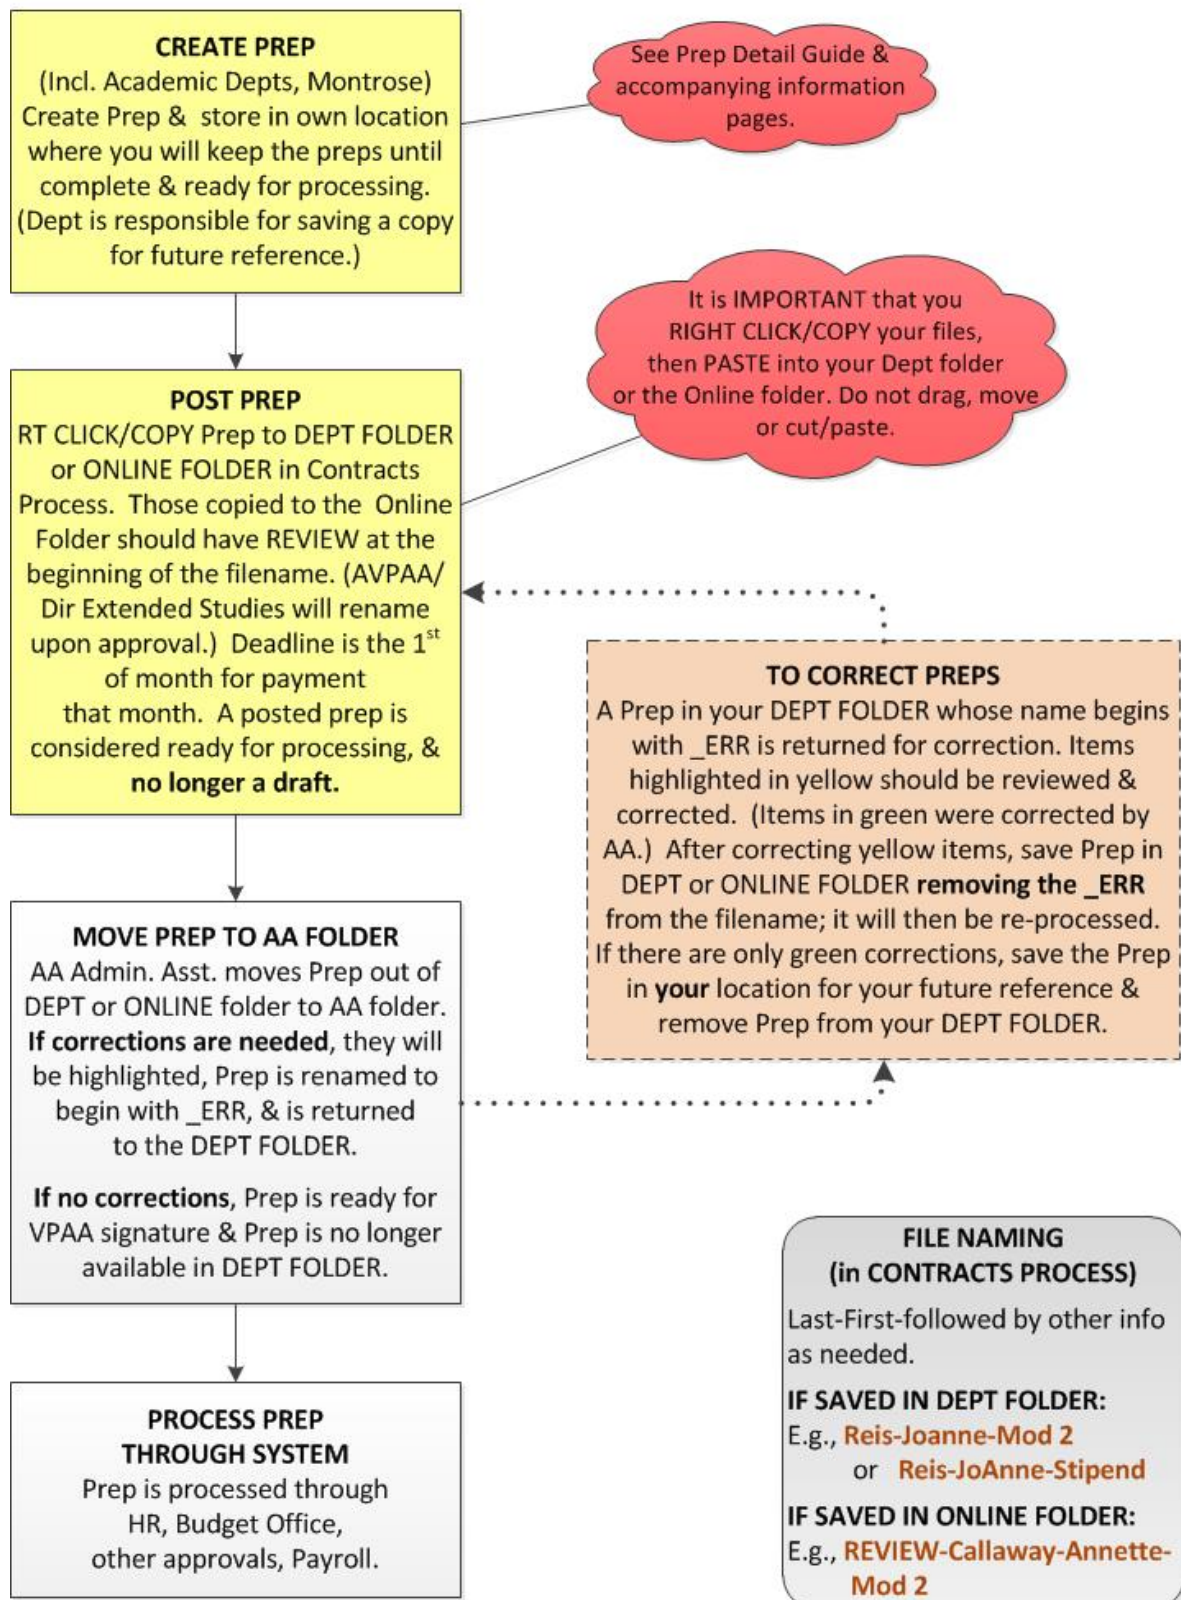 CREATE PREP
(Incl. Academic Depts, Montrose)
Create Prep & store in own location
where you will keep the preps until
complete & ready for processing.
(Dept is responsible for saving a copy
for future reference.)
See Prep Detail Guide &
accompanying information
pages.
It is IMPORTANT that you
RIGHT CLICK/COPY your files,
then PASTE into your Dept folder
or the Online folder. Do not drag, move
or cut/paste.
POST PREP
RT CLICK/COPY Prep to DEPT FOLDER
or ONLINE FOLDER in Contracts
Process. Those copied to the Online
Folder should have REVIEW at the
beginning of the filename. (AVPAA/
Dir Extended Studies will rename
upon approval.) Deadline is the 1st
of month for payment
that month. A posted prep is
considered ready for processing, &
no longer a draft.
TO CORRECT PREPS
A Prep in your DEPT FOLDER whose name begins
with _ERR is returned for correction. Items
highlighted in yellow should be reviewed &
corrected. (Items in green were corrected by
AA.) After correcting yellow items, save Prep in
DEPT or ONLINE FOLDER removing the _ERR
from the filename; it will then be re-processed.
If there are only green corrections, save the Prep
in your location for your future reference &
remove Prep from your DEPT FOLDER.
MOVE PREP TO AA FOLDER
AA Admin. Asst. moves Prep out of
DEPT or ONLINE folder to AA folder.
If corrections are needed, they will
be highlighted, Prep is renamed to
begin with _ERR, & is returned
to the DEPT FOLDER.
If no corrections, Prep is ready for
VPAA signature & Prep is no longer
available in DEPT FOLDER.
PROCESS PREP
THROUGH SYSTEM
Prep is processed through
HR, Budget Office,
other approvals, Payroll.
FILE NAMING
(in CONTRACTS PROCESS)
Last-First-followed by other info
as needed.
IF SAVED IN DEPT FOLDER:
E.g., Reis-Joanne-Mod 2
or Reis-JoAnne-Stipend
IF SAVED IN ONLINE FOLDER:
E.g., REVIEW-Callaway-Annette-
Mod 2